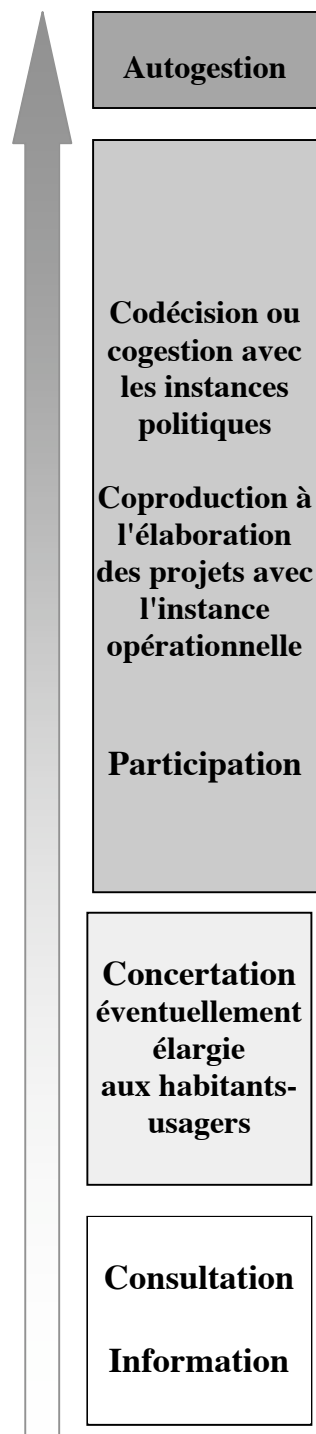 Autogestion
Codécision ou
cogestion avec
les instances
politiques
Coproduction à
l'élaboration
des projets avec
l'instance
opérationnelle
Participation
Concertation
éventuellement
élargie
aux habitants-
usagers
Consultation
Information